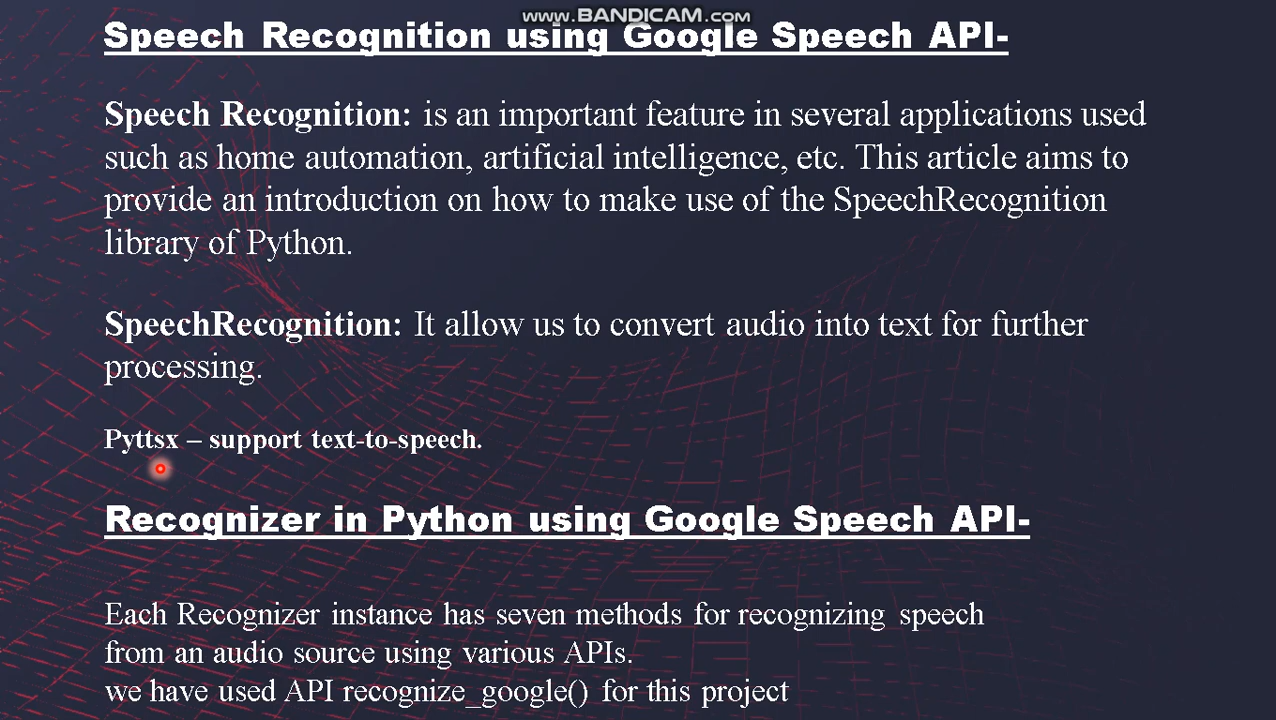 www.BANDICAM.com
Speech Recognition using Google Speech API-
Speech Recognition: is an important feature in several applications used
such as home automation, artificial intelligence, etc. This article aims to
provide an introduction on how to make use of the SpeechRecognition
library of Python.
SpeechRecognition: It allow us to convert audio into text for further
processing.
Pyttsx – support text-to-speech.
Recognizer in Python using Google Speech API-
Each Recognizer instance has seven methods for recognizing speech
from an audio source using various APIs.
we have used API recognize_google() for this project